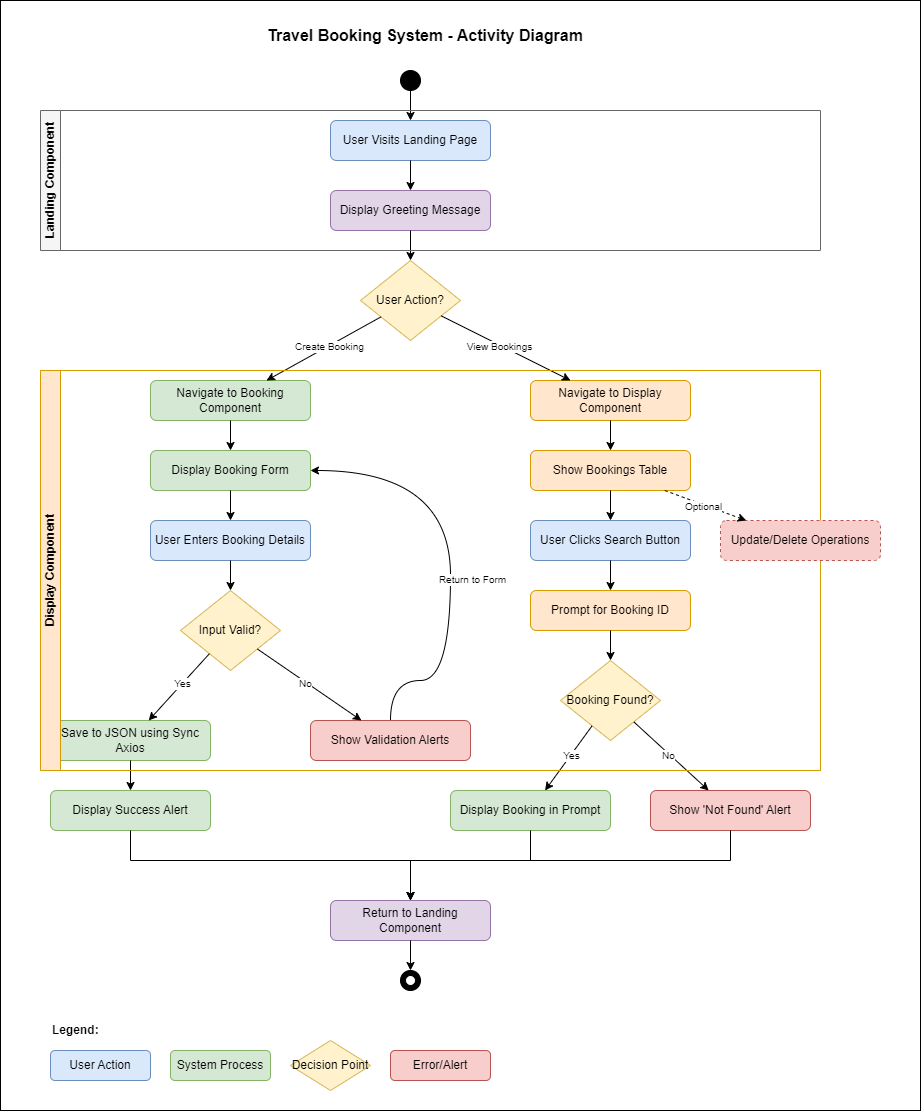 Travel Booking System - Activity Diagram
Landing Component
User Visits Landing Page
Display Greeting Message
User Action?
Create Booking
View Bookings
Display Component
Navigate to Booking
Component
Navigate to Display
Component
Display Booking Form
Show Bookings Table
Optional
User Enters Booking Details
User Clicks Search Button
Update/Delete Operations
Return to Form
Input Valid?
Prompt for Booking ID
Yes
No
Booking Found?
Save to JSON using Sync
Axios
Show Validation Alerts
Yes
No
Display Success Alert
Display Booking in Prompt
Show 'Not Found' Alert
Return to Landing
Component
Legend:
User Action
System Process
Decision Point
Error/Alert